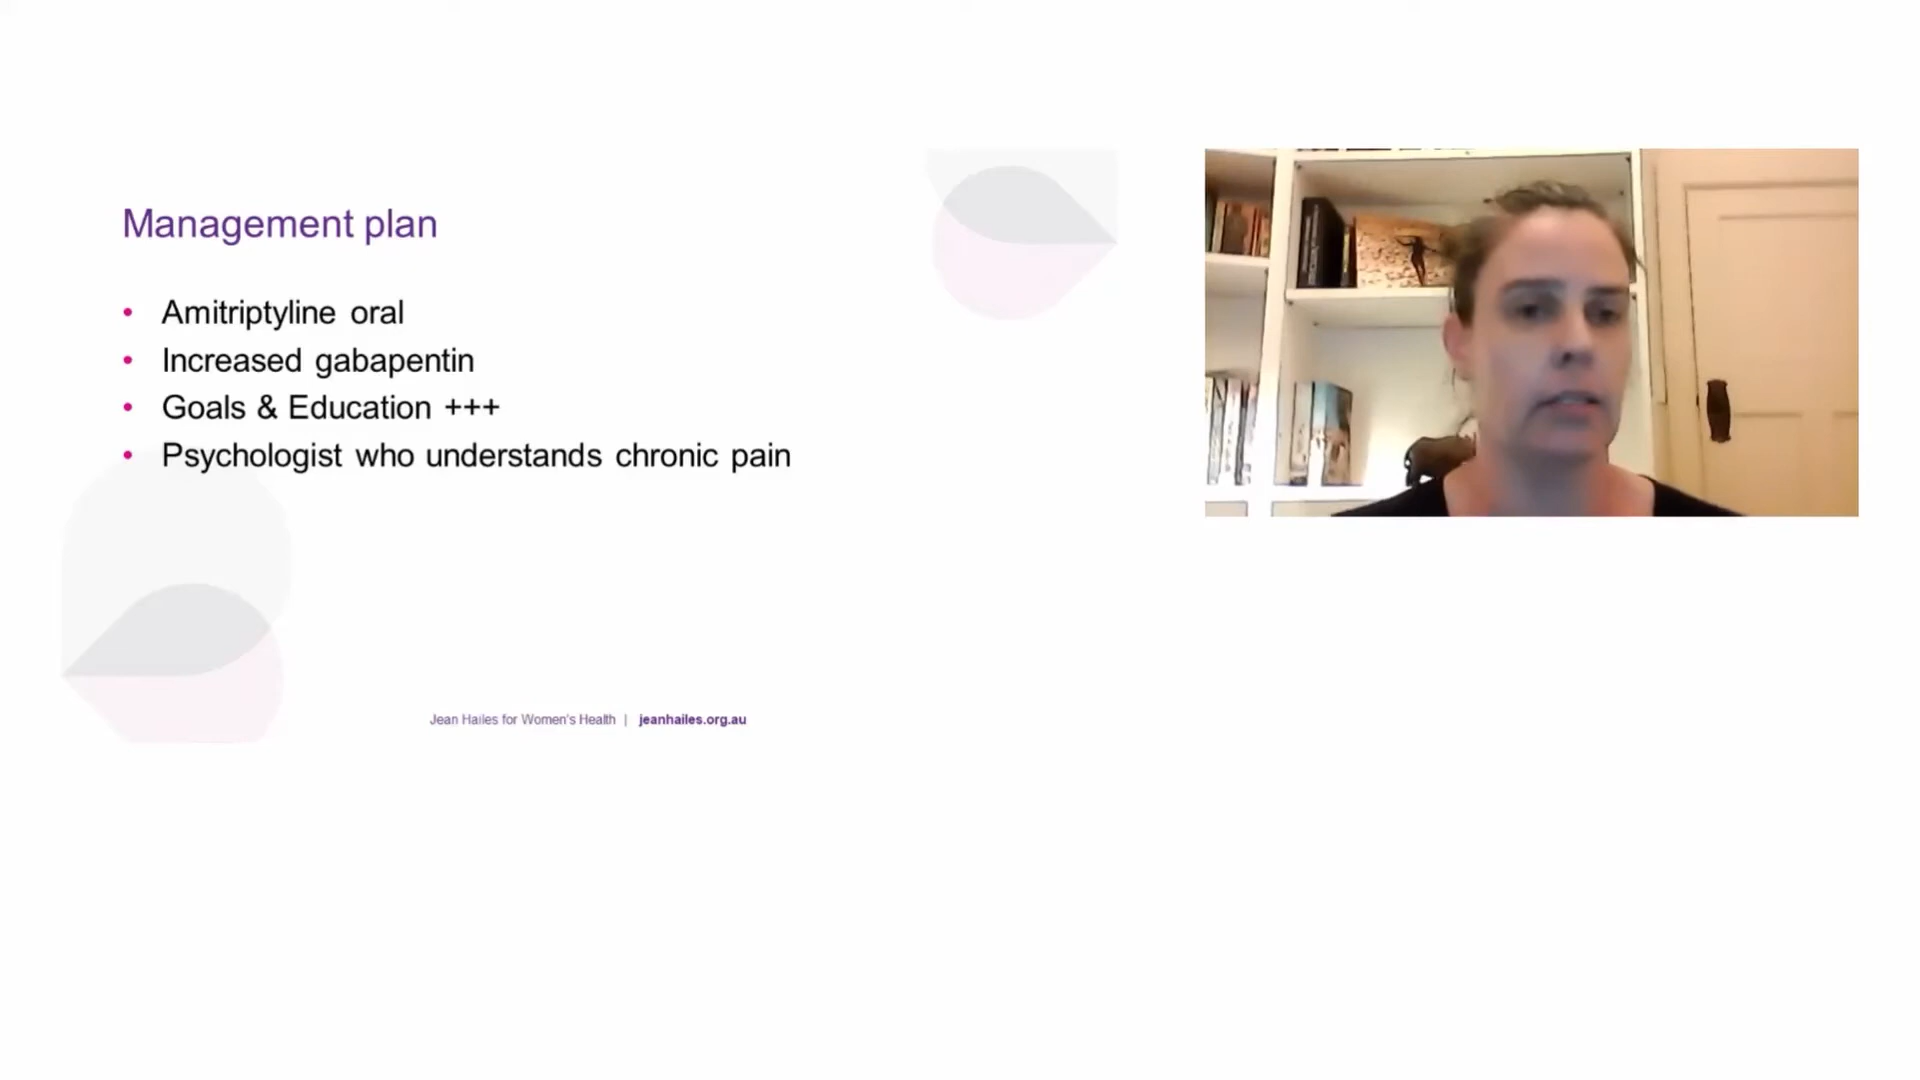 Management plan
• Amitriptyline oral
• Increased gabapentin
• Goals & Education +++
• Psychologist who understands chronic pain
Jean Hailes for Women's Health | jeanhailes.org.au